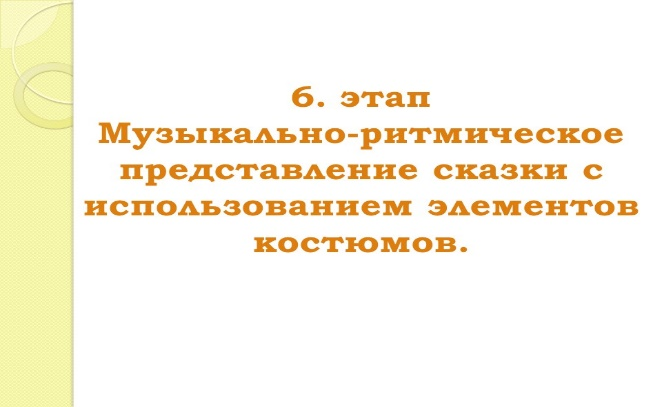 6. этап
Музыкально-ритмическое
представление сказки с
использованием элементов
костюмов.